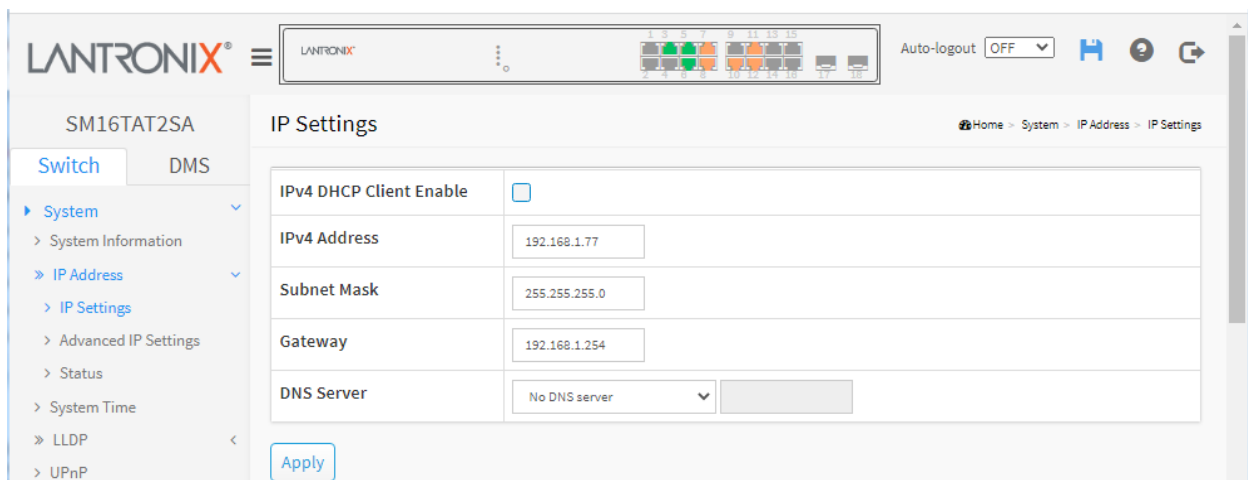 LANTRONIX®
LANTRONIX
1 3 5 7 9 11 13 15
2 4 6 8 10 12 14 16 17 18
Auto-logout OFF
SM16TAT2SA
IP Settings
Home > System > IP Address > IP Settings
Switch DMS
System
> System Information
» IP Address
> IP Settings
> Advanced IP Settings
> Status
> System Time
» LLDP <
> UPnP
IPv4 DHCP Client Enable
IPv4 Address 192.168.1.77
Subnet Mask 255.255.255.0
Gateway 192.168.1.254
DNS Server No DNS server
Apply